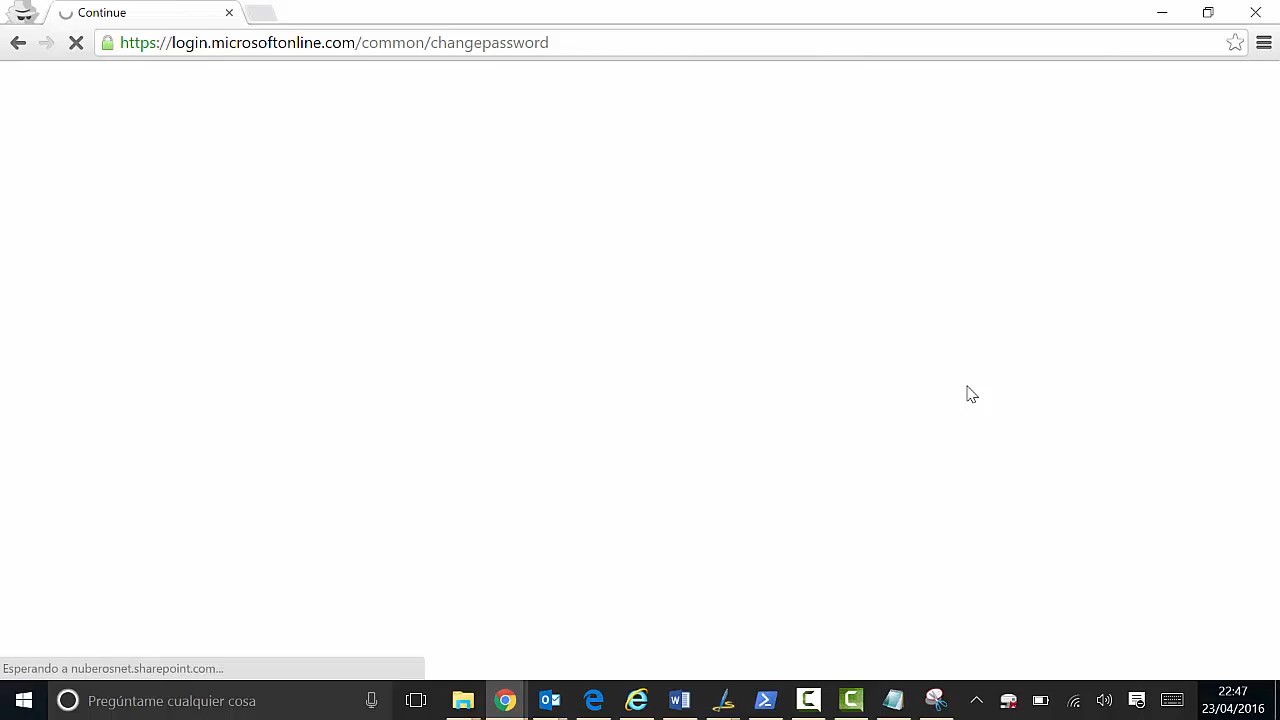 Continue
https://login.microsoftonline.com/common/changepassword
Esperando a nuberosnet.sharepoint.com...
Pregúntame cualquier cosa
22:47
23/04/2016